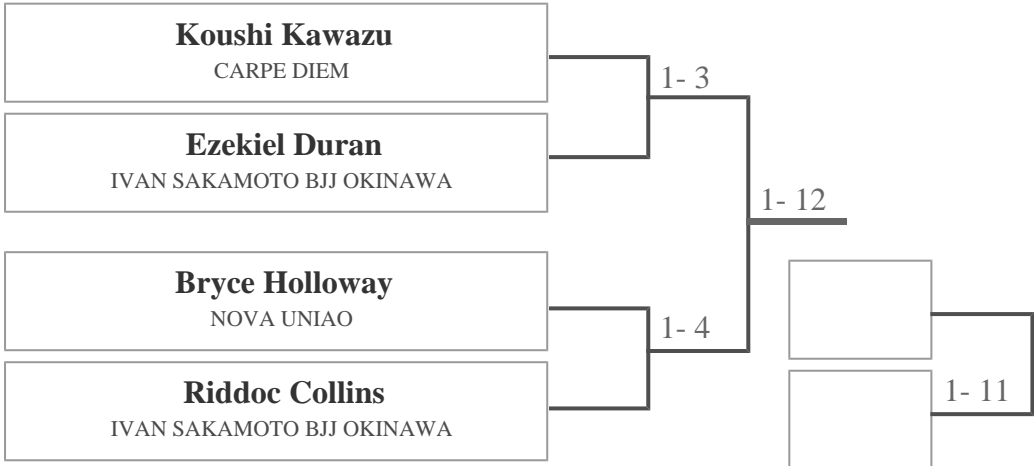 Koushi Kawazu
CARPE DIEM
1- 3
Ezekiel Duran
IVAN SAKAMOTO BJJ OKINAWA
1- 12
Bryce Holloway
NOVA UNIAO
1- 4
Riddoc Collins
IVAN SAKAMOTO BJJ OKINAWA
1- 11